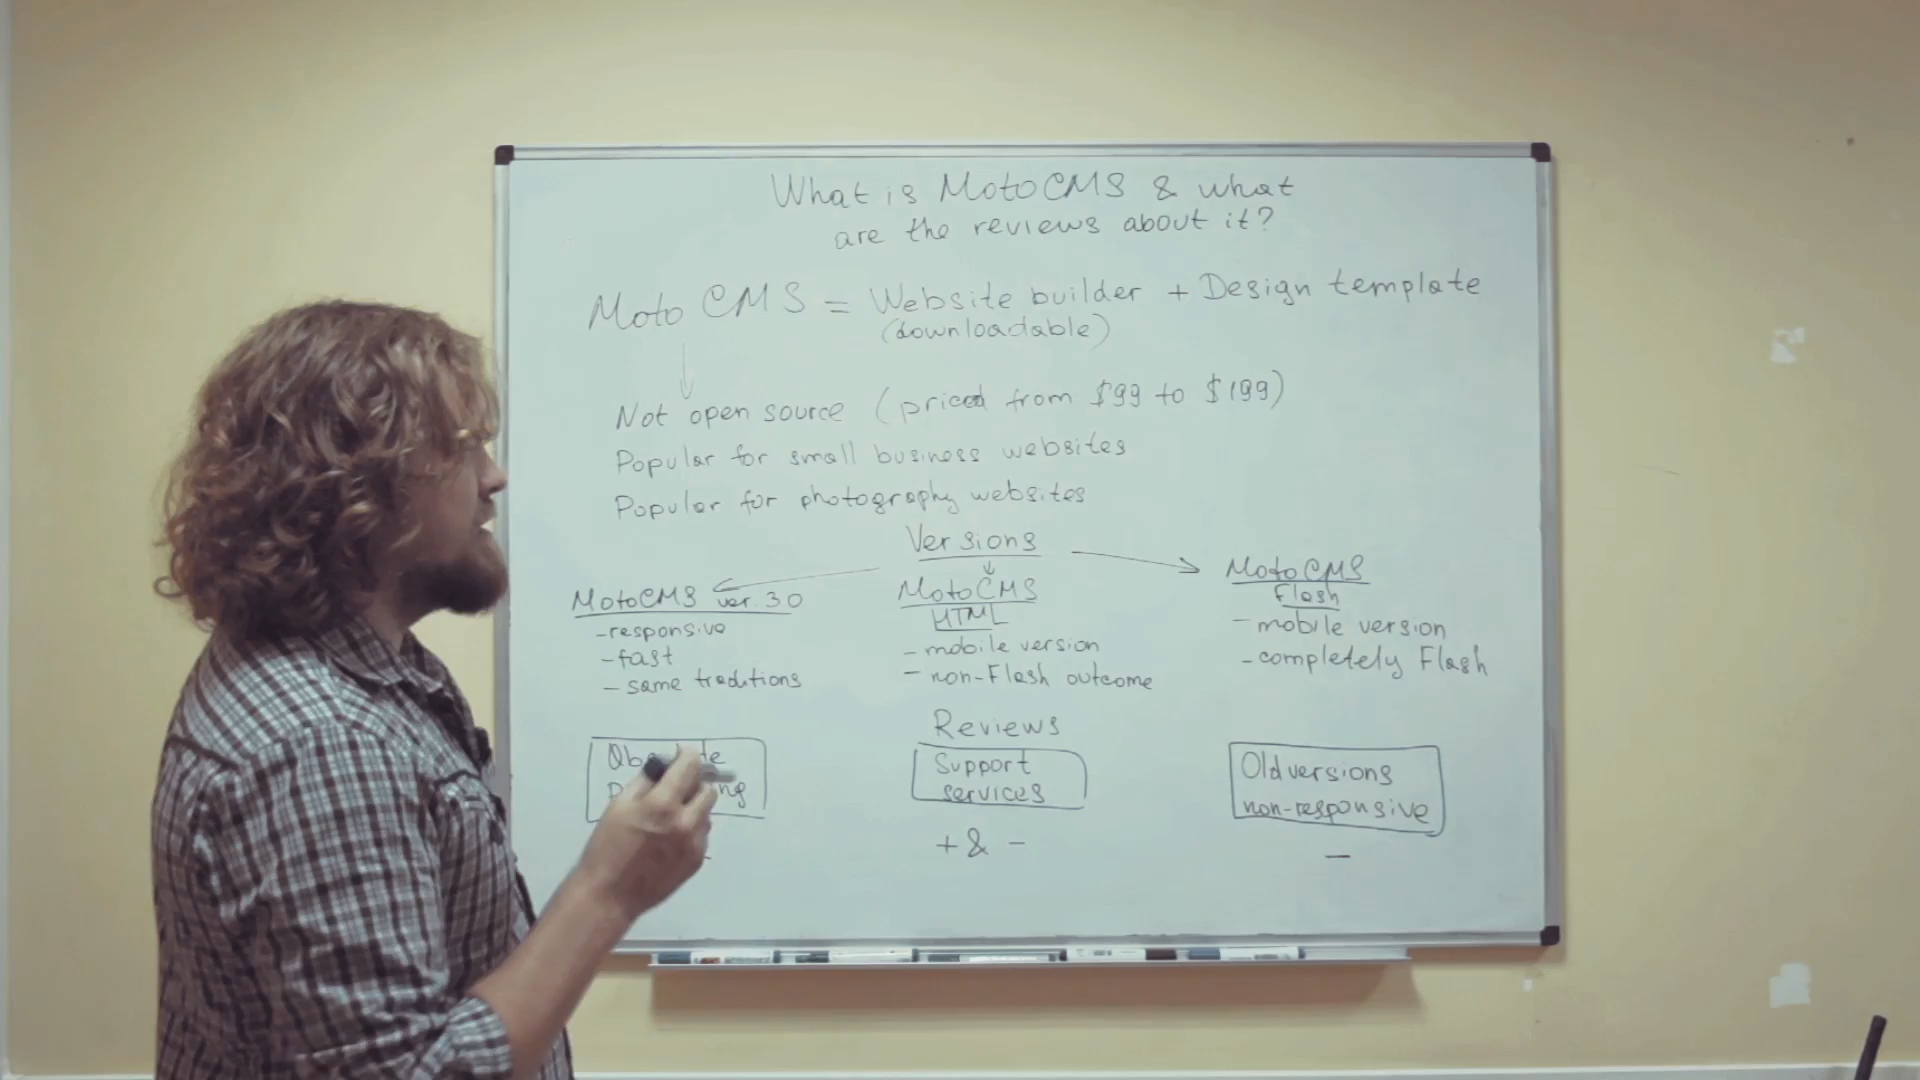 What is MotoCMS & what
are the reviews about it?
Moto CMS = Website builder + Design template
(downloadable)
Not open source (priced from $99 to $199)
Popular for small business websites
Popular for photography websites
Versions
MotoCMS ver. 3.0
-responsive
-fast
- same traditions
MotoCMS
HTML
- mobile version
- non-Flash outcome
MotoCMS
Flash
- mobile version
- completely Flash
Reviews
Support
services
+ & -
Old versions
non-responsive
-